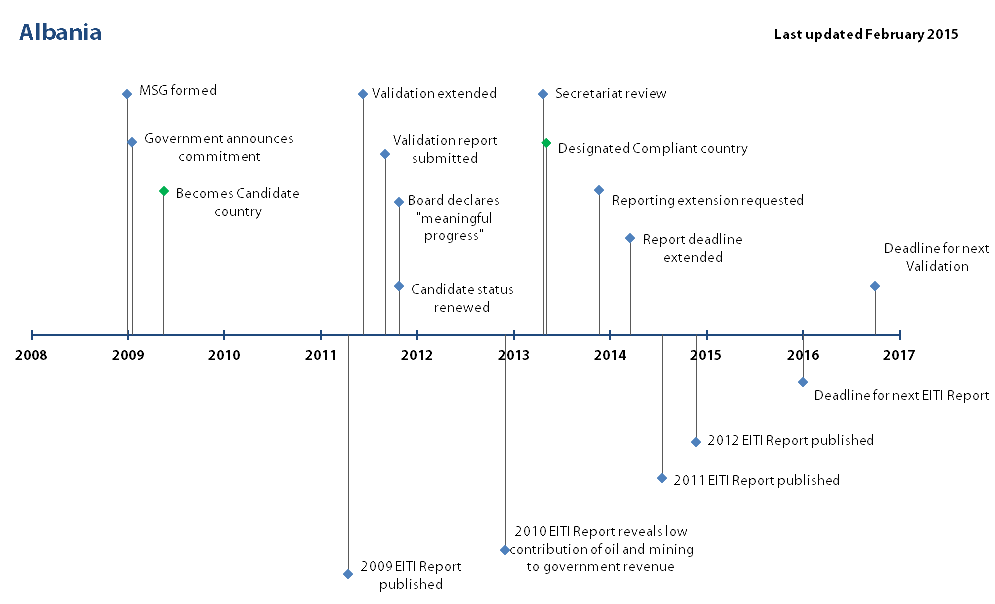 Albania
Last updated February 2015
MSG formed
Government announces
commitment
Becomes Candidate
country
Validation extended
Validation report
submitted
Board declares
"meaningful
progress"
Candidate status
renewed
Secretariat review
Designated Compliant country
Reporting extension requested
Report deadline
extended
Deadline for next
Validation
2008 2009 2010 2011 2012 2013 2014 2015 2016 2017
Deadline for next EITI Report
2012 EITI Report published
2011 EITI Report published
2010 EITI Report reveals low
contribution of oil and mining
to government revenue
2009 EITI Report
published